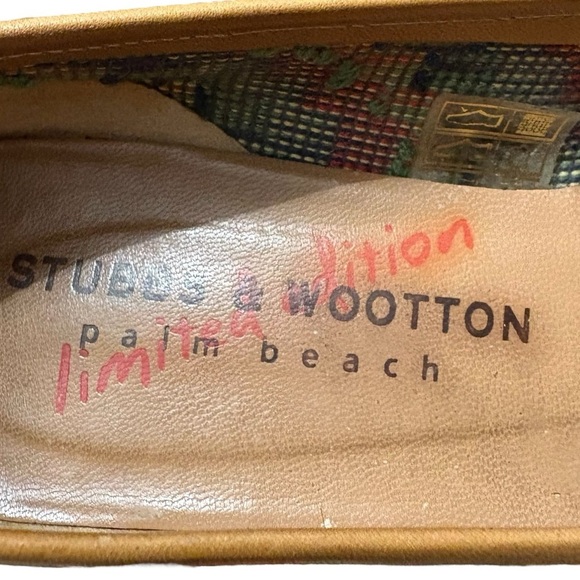 STUBBS & WOOTTON
palm beach
limited edition